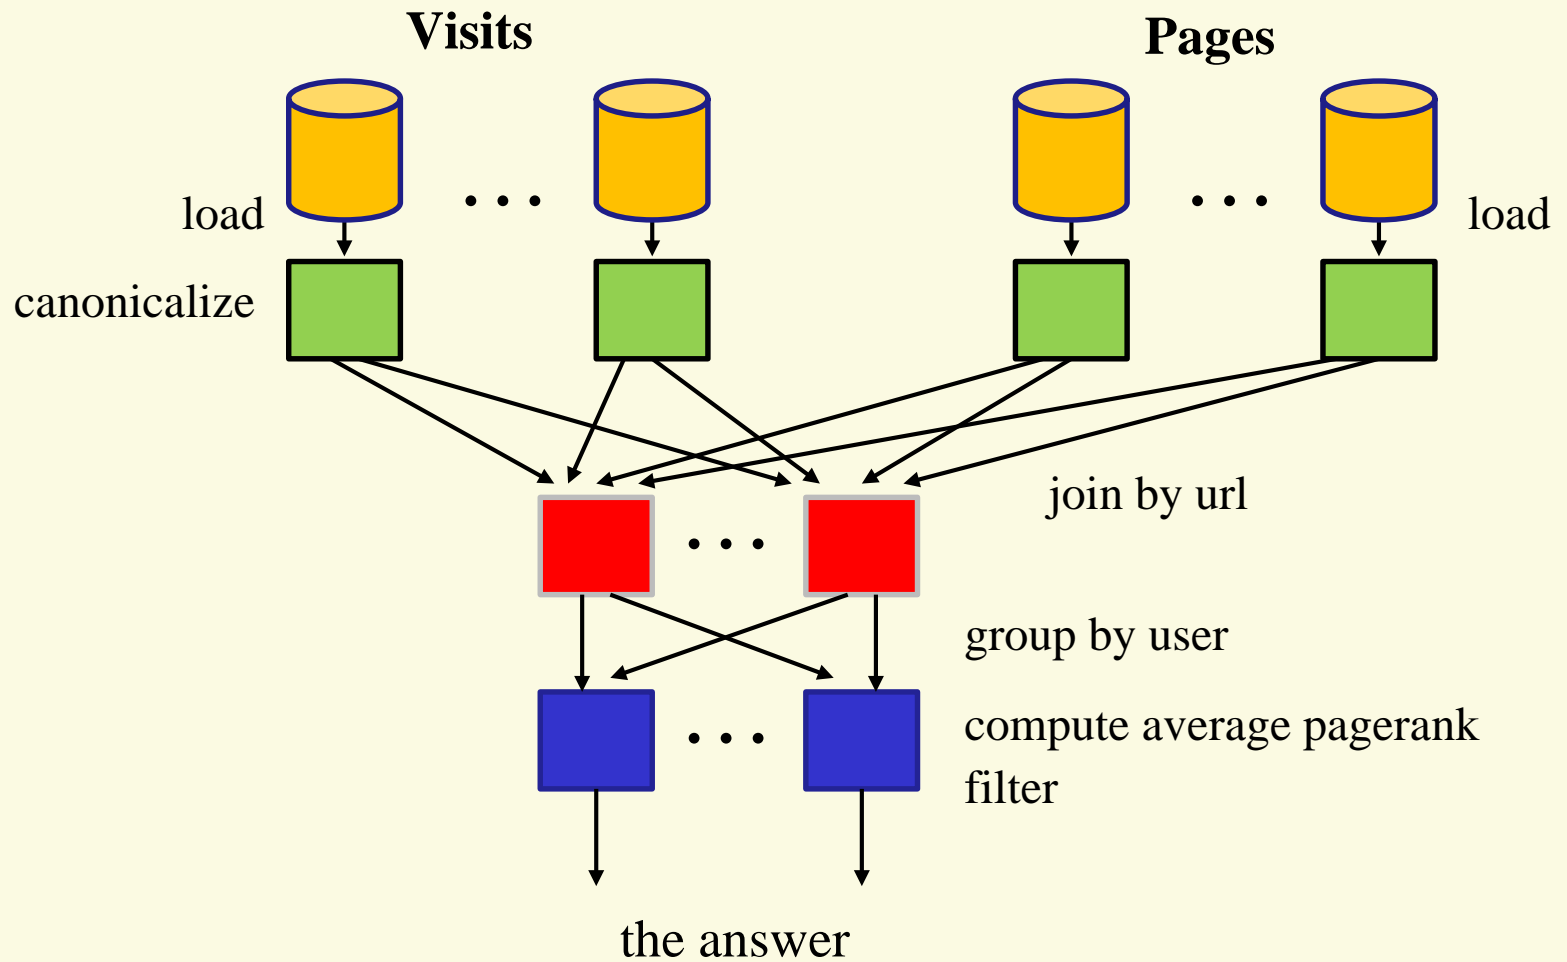 Visits
Pages
load
. . .
. . .
load
canonicalize
join by url
. . .
group by user
. . .
compute average pagerank
filter
the answer